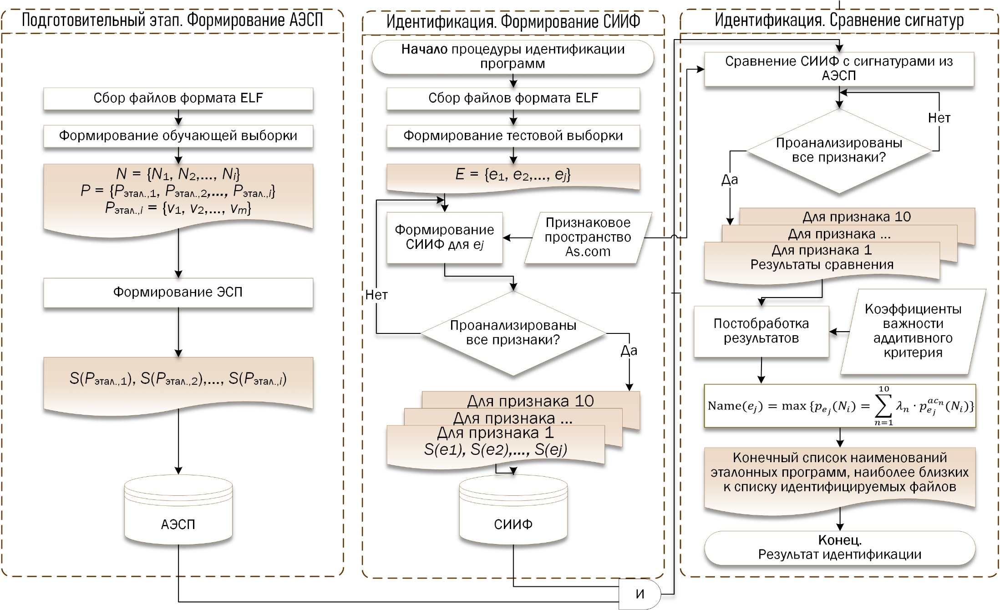 Подготовительный этап. Формирование АЭСП
Сбор файлов формата ELF
Формирование обучающей выборки
N = {N1, N2,..., Ni}
P = {Pэтал.,1, Pэтал.,2,..., Pэтал.,i}
Pэтал.,i = {v1, v2,..., vm}
Формирование ЭСП
S(Pэтал.,1), S(Pэтал.,2),..., S(Pэтал.,i)
АЭСП
Идентификация. Формирование СИИФ
Начало процедуры идентификации
программ
Сбор файлов формата ELF
Формирование тестовой выборки
E = {e1, e2,..., ej}
Формирование
СИИФ для ej
Признаковое
пространство
As.com
Нет
Проанализированы
все признаки?
Да
Для признака 10
Для признака ...
Для признака 1
S(e1), S(e2),..., S(ej)
СИИФ
И
Идентификация. Сравнение сигнатур
Сравнение СИИФ с сигнатурами из
АЭСП
Нет
Проанализированы
все признаки?
Да
Для признака 10
Для признака ...
Для признака 1
Результаты сравнения
Постобработка
результатов
Коэффициенты
важности
аддитивного
критерия
Name(ej) = max {pej(Ni) = ∑n=1^10 λn · pej^acn(Ni)}
Конечный список наименований
эталонных программ, наиболее близких
к списку идентифицируемых файлов
Конец.
Результат идентификации